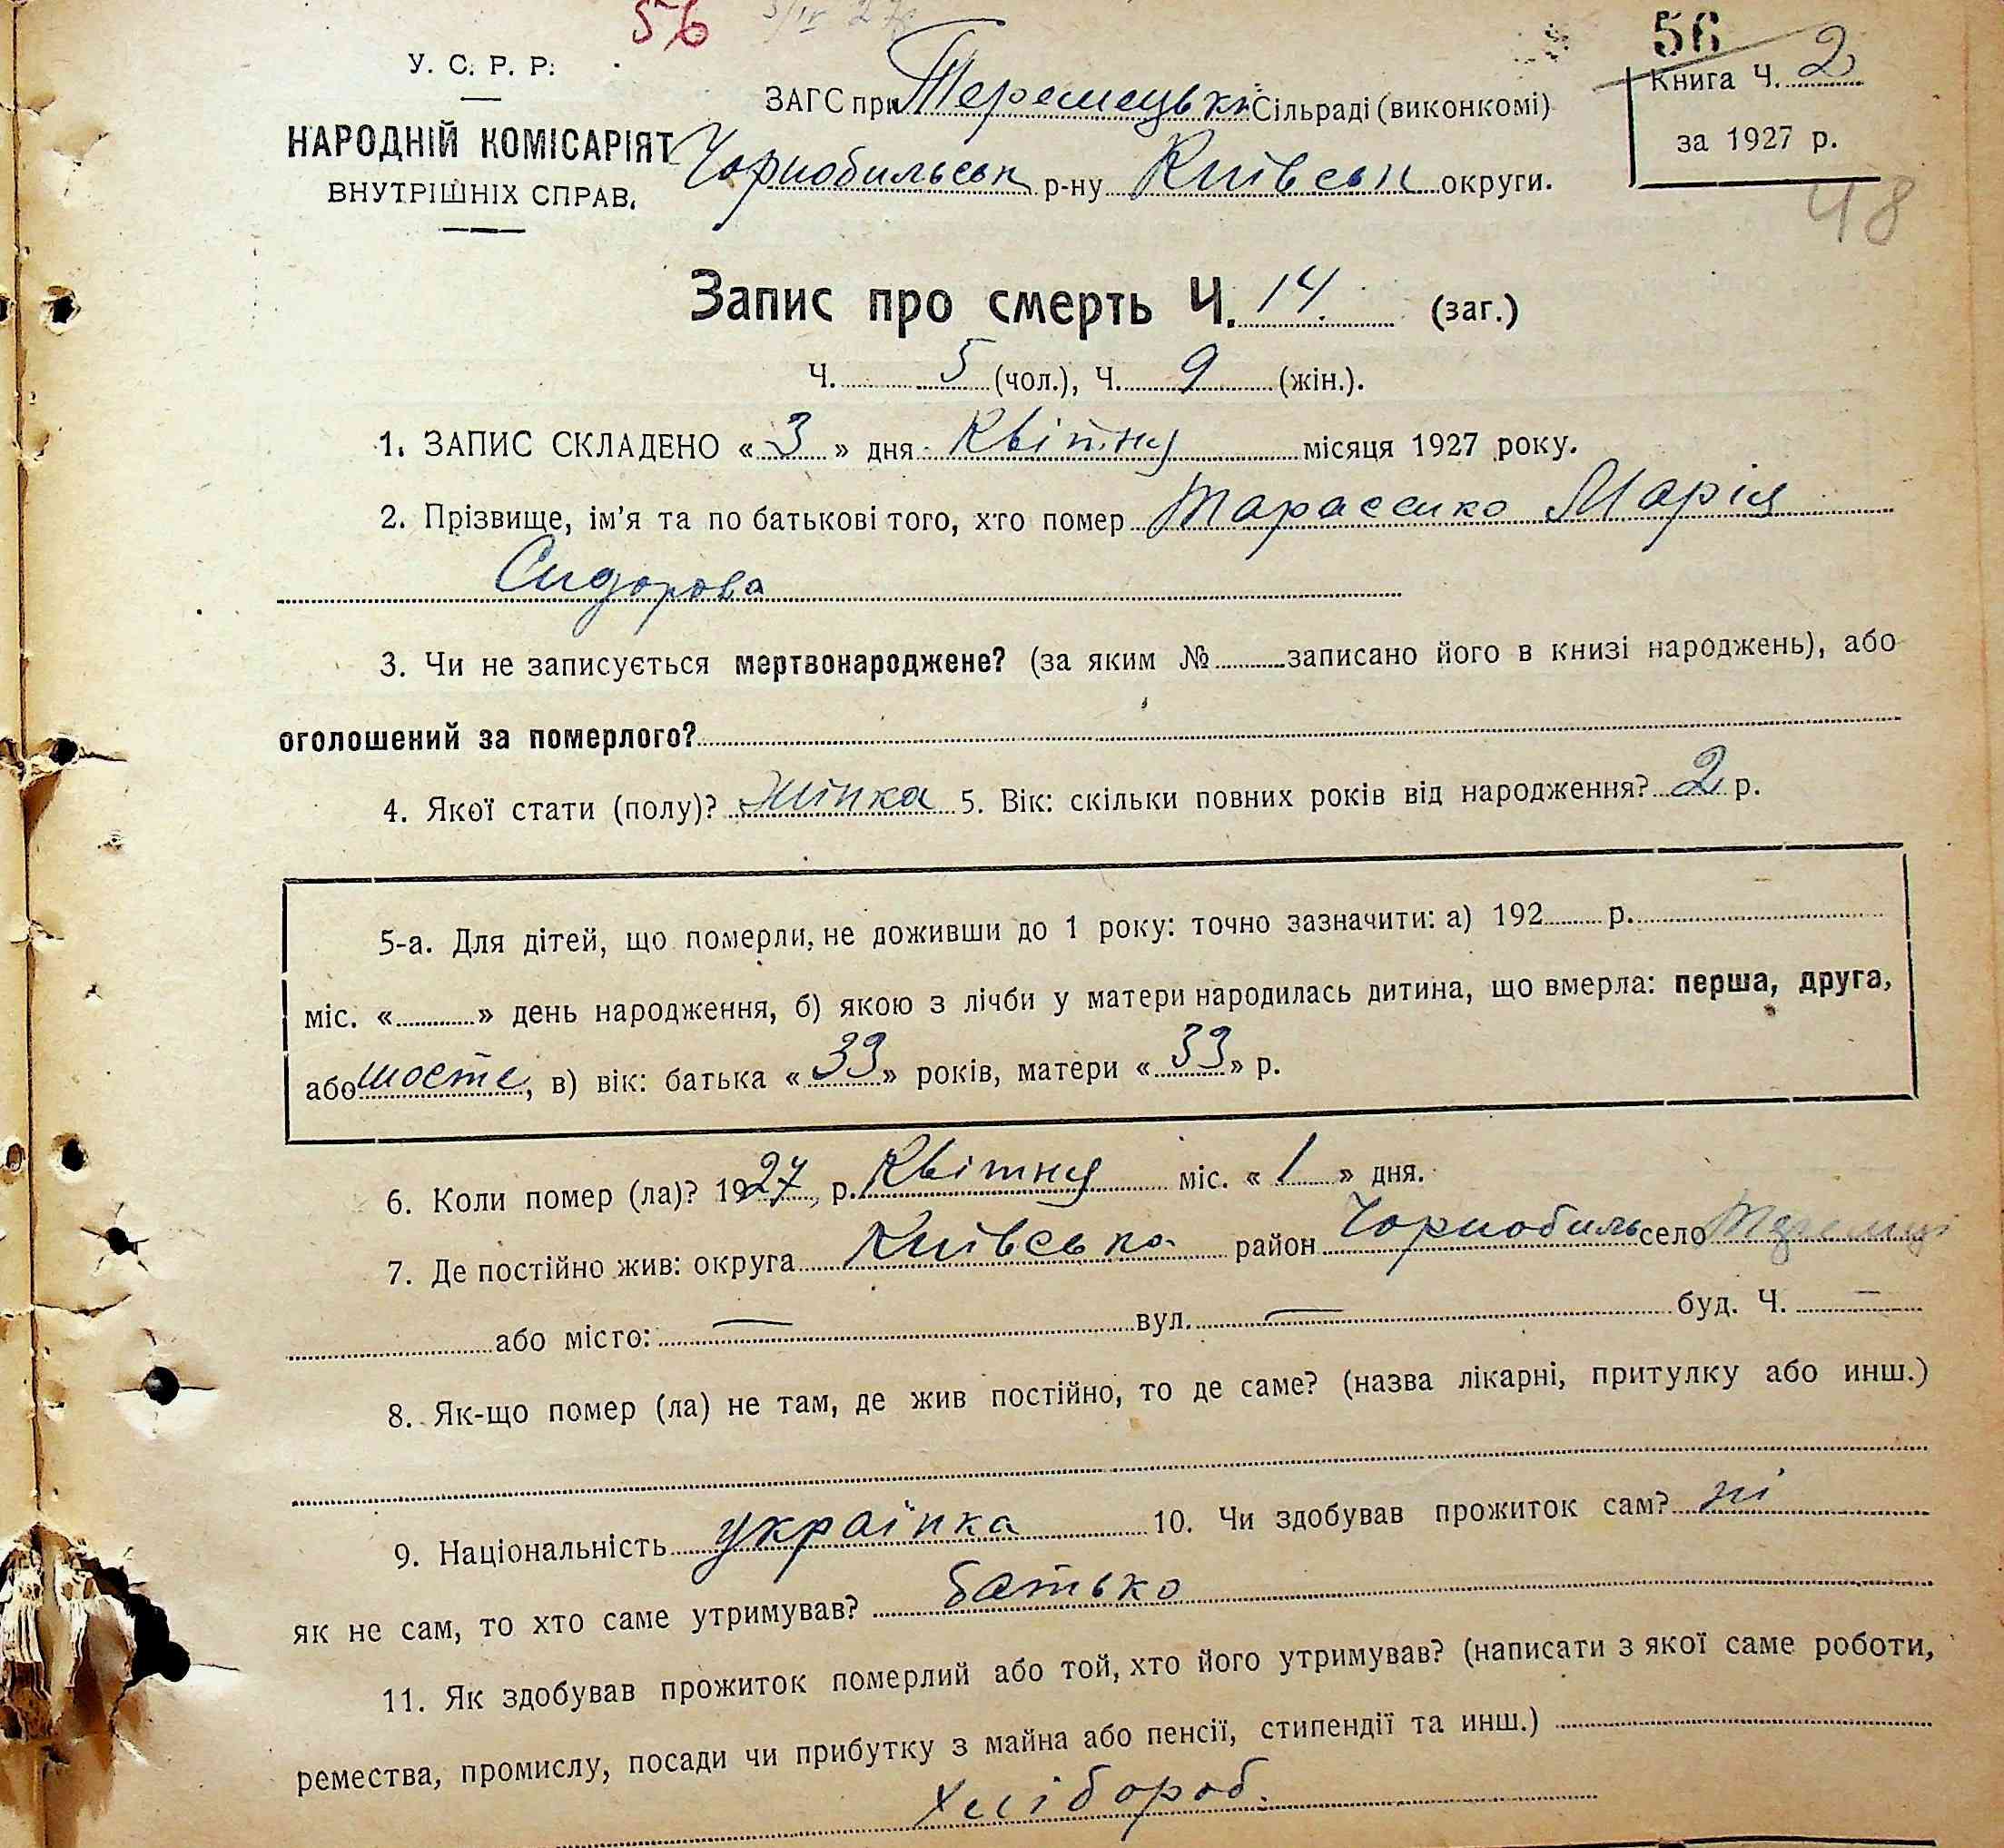 56
56
У. С. Р. Р.
НАРОДНІЙ КОМІСАРІЯТ
ВНУТРІШНІХ СПРАВ.
ЗАГС при Теремецькій Сільраді (виконкомі)
Чорнобильськ р-ну Київськ округи.
Книга Ч. 2
за 1927 р.
48
Запис про смерть Ч. 14. (заг.)
Ч. 5 (чол.), Ч. 9 (жін.).
1. ЗАПИС СКЛАДЕНО « 3 » дня Квітня місяця 1927 року.
2. Прізвище, ім'я та по батькові того, хто помер Тарасенко Марія
Сидорова
3. Чи не записується мертвонароджене? (за яким № записано його в книзі народжень), або
оголошений за померлого?
4. Якої стати (полу)? Жінка 5. Вік: скільки повних років від народження? 2 р.
5-а. Для дітей, що померли, не доживши до 1 року: точно зазначити: а) 192 р.
міс. « » день народження, б) якою з лічби у матери народилась дитина, що вмерла: перша, друга,
або шосте, в) вік: батька « 39 » років, матери « 39 » р.
6. Коли помер (ла)? 1927, р. Квітня міс. « 1 » дня.
7. Де постійно жив: округа Київська район Чорнобиль село Теремці
або місто: — вул. — буд. Ч. —
8. Як-що помер (ла) не там, де жив постійно, то де саме? (назва лікарні, притулку або инш.)
9. Національність українка 10. Чи здобував прожиток сам? ні
як не сам, то хто саме утримував? батько
11. Як здобував прожиток померлий або той, хто його утримував? (написати з якої саме роботи,
ремества, промислу, посади чи прибутку з майна або пенсії, стипендії та инш.)
Хлібороб.